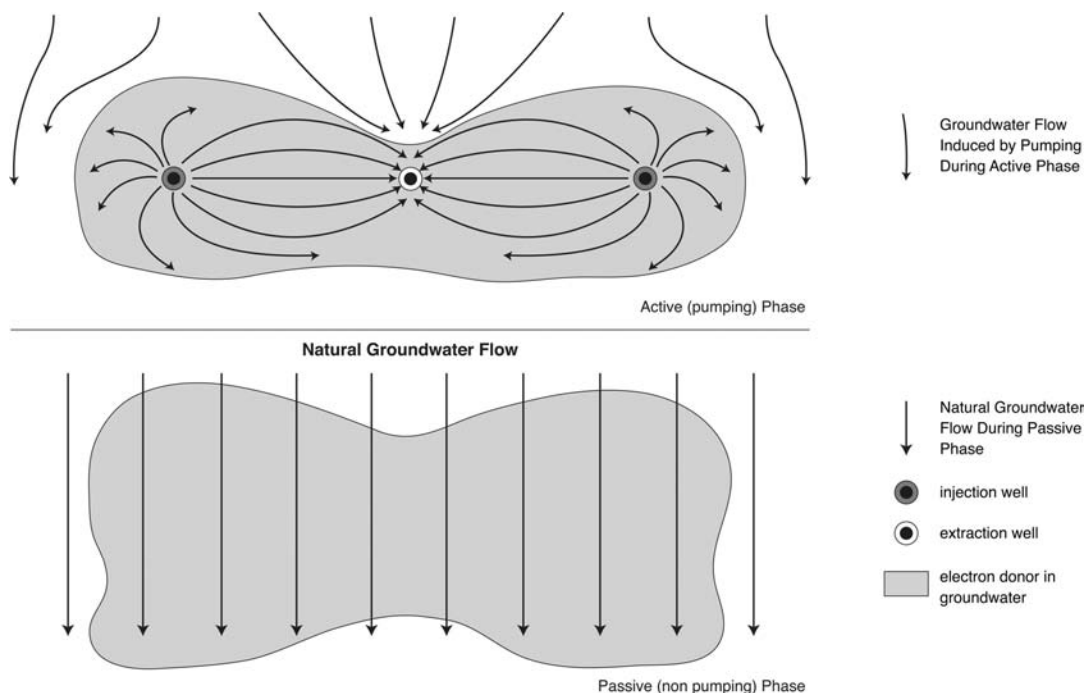 Groundwater Flow
Induced by Pumping
During Active Phase
Active (pumping) Phase
Natural Groundwater Flow
Natural Groundwater
Flow During Passive
Phase
injection well
extraction well
electron donor in
groundwater
Passive (non pumping) Phase